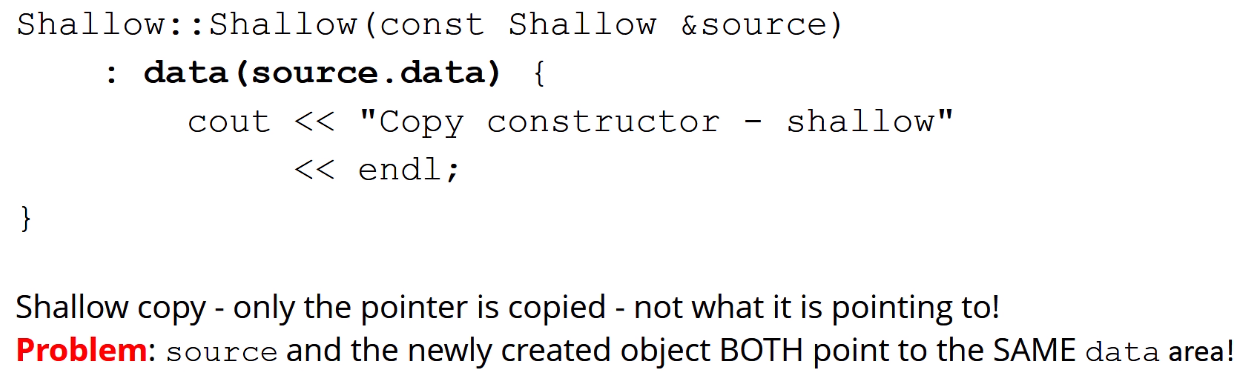 Shallow::Shallow(const Shallow &source)
: data(source.data) {
cout << "Copy constructor - shallow"
<< endl;
}
Shallow copy - only the pointer is copied - not what it is pointing to!
Problem: source and the newly created object BOTH point to the SAME data area!